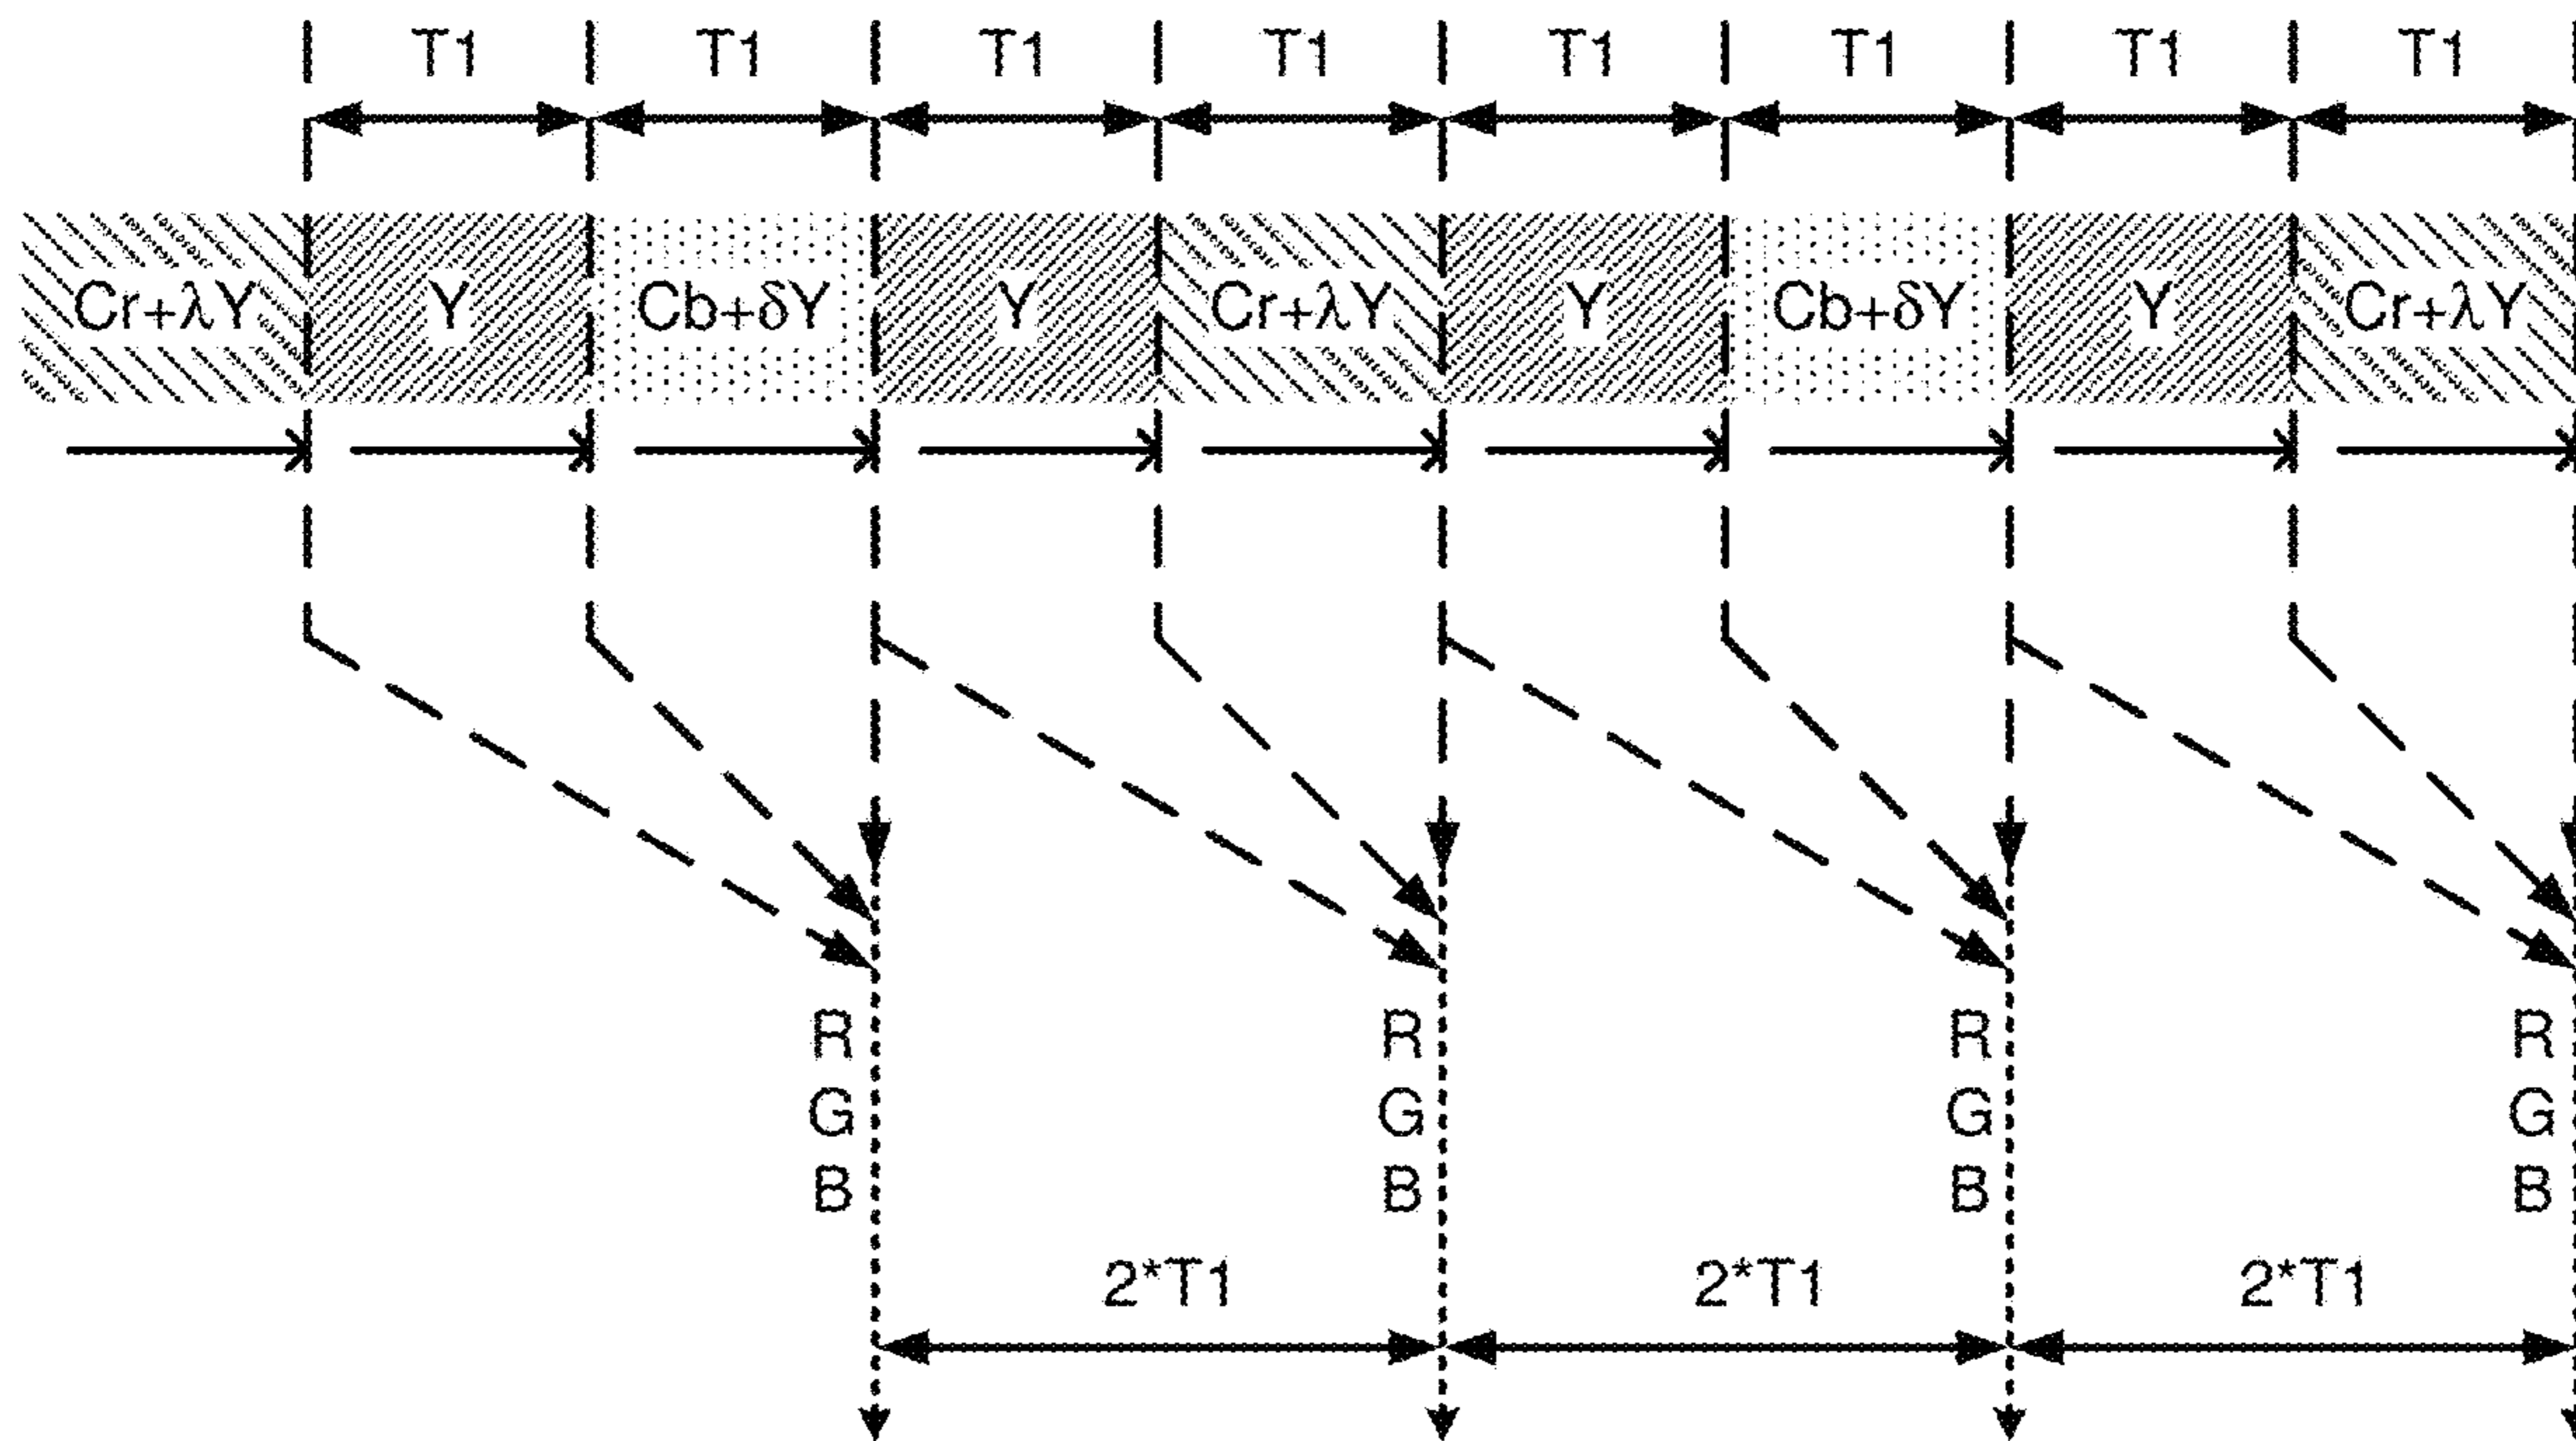 T1 T1 T1 T1 T1 T1 T1 T1
Cr+λY Y Cb+δY Y Cr+λY Y Cb+δY Y Cr+λY
R R R R
G G G G
B B B B
2*T1 2*T1 2*T1